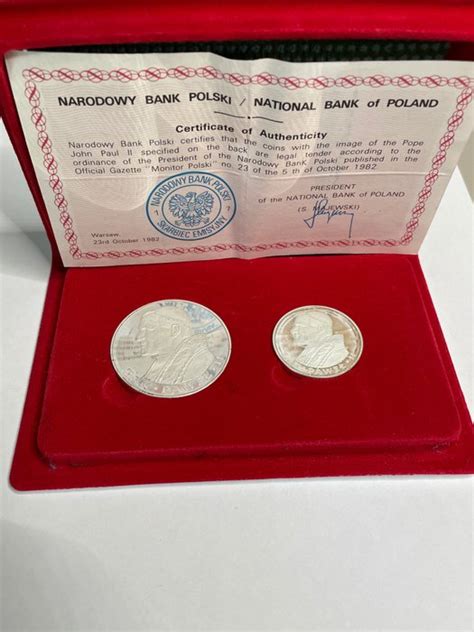 NARODOWY BANK POLSKI / NATIONAL BANK of POLAND
Certificate of Authenticity
Narodowy Bank Polski certifies that the coins with the image of the Pope
John Paul II specified on the back are legal tender according to the
ordinance of the President of the Narodowy Bank Polski published in the
Official Gazette "Monitor Polski" no. 23 of the 5 th of October 1982.
NARODOWY BANK POLSKI
SKARBIEC EMISYJNY
PRESIDENT
of the NATIONAL BANK of POLAND
(S. MAJEWSKI)
Warsaw,
23rd October 1982